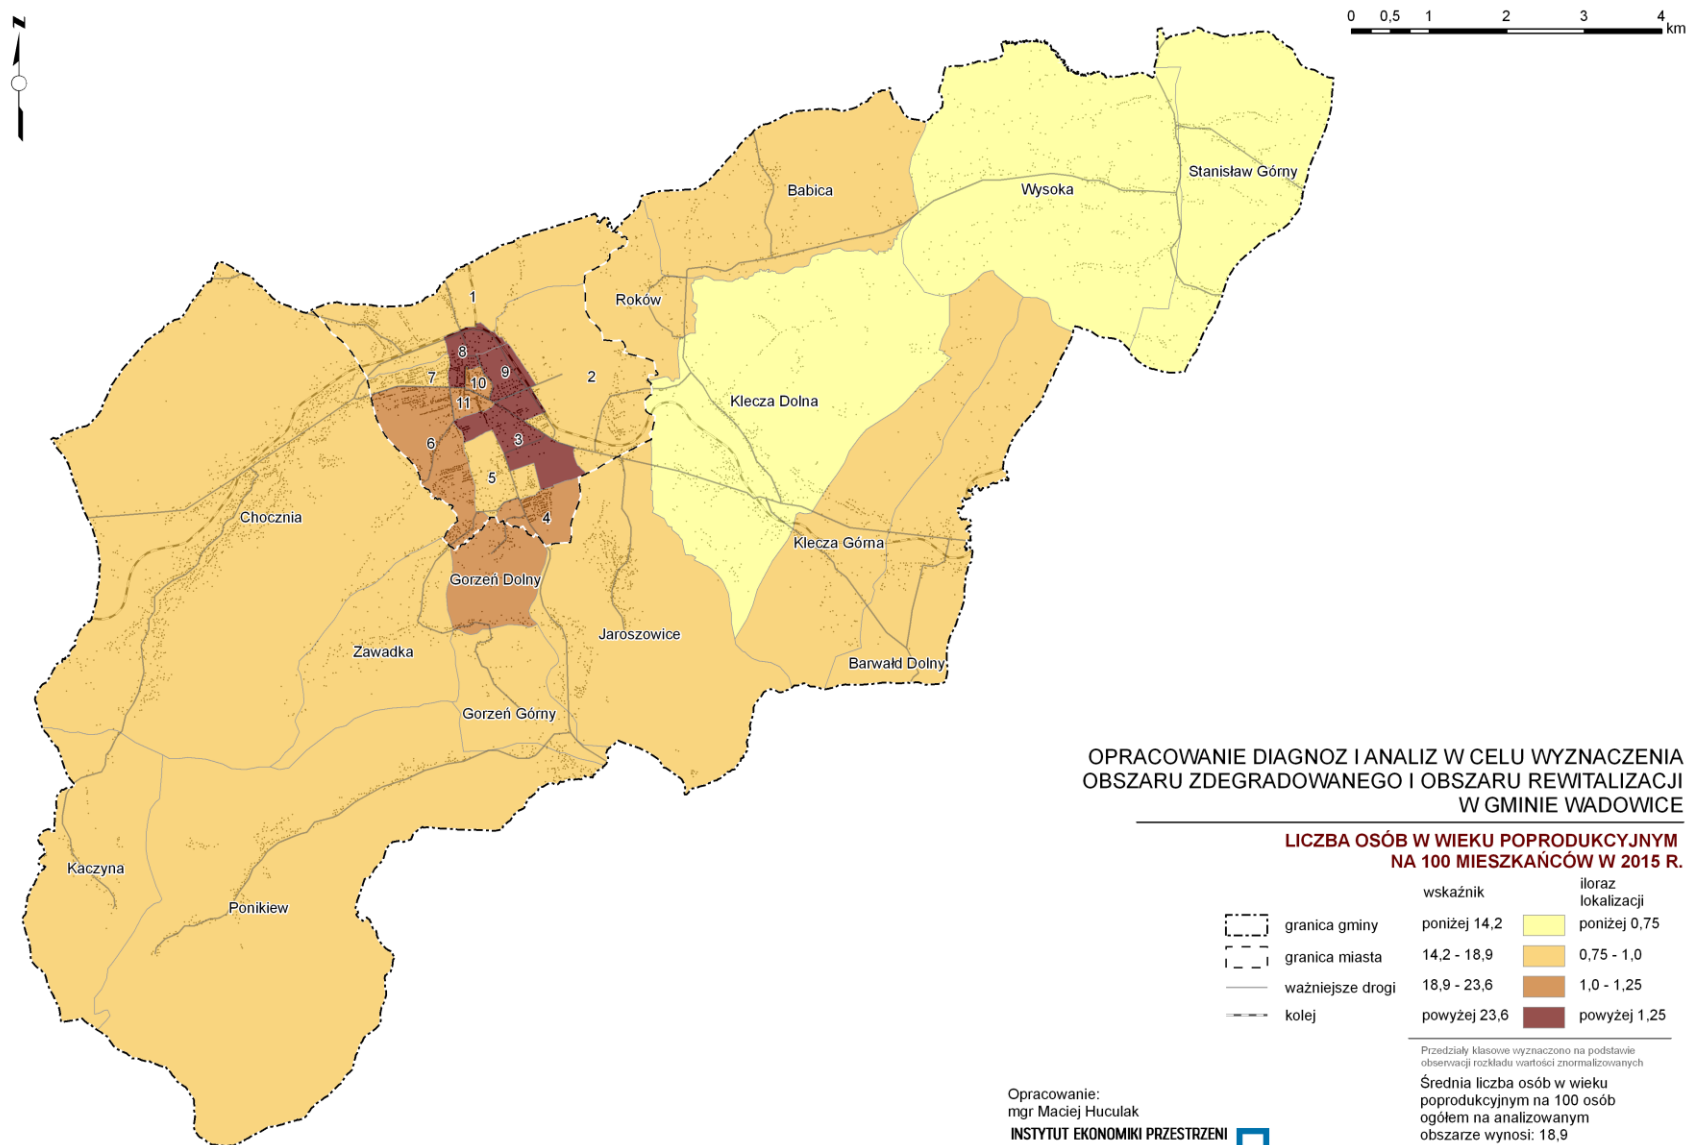 N
0 0,5 1 2 3 4
km
Stanisław Górny
Wysoka
Babica
Roków
1
8
9
2
7
10
11
Klecza Dolna
3
6
5
4
Chocznia
Klecza Górna
Gorzeń Dolny
Jaroszowice
Zawadka
Barwałd Dolny
Gorzeń Górny
Kaczyna
Ponikiew
OPRACOWANIE DIAGNOZ I ANALIZ W CELU WYZNACZENIA
OBSZARU ZDEGRADOWANEGO I OBSZARU REWITALIZACJI
W GMINIE WADOWICE
LICZBA OSÓB W WIEKU POPRODUKCYJNYM
NA 100 MIESZKAŃCÓW W 2015 R.
wskaźnik
iloraz
lokalizacji
granica gminy
poniżej 14,2
poniżej 0,75
granica miasta
14,2 - 18,9
0,75 - 1,0
ważniejsze drogi
18,9 - 23,6
1,0 - 1,25
kolej
powyżej 23,6
powyżej 1,25
Przedziały klasowe wyznaczono na podstawie
obserwacji rozkładu wartości znormalizowanych
Średnia liczba osób w wieku
poprodukcyjnym na 100 osób
ogółem na analizowanym
obszarze wynosi: 18,9
Opracowanie:
mgr Maciej Huculak
INSTYTUT EKONOMIKI PRZESTRZENI